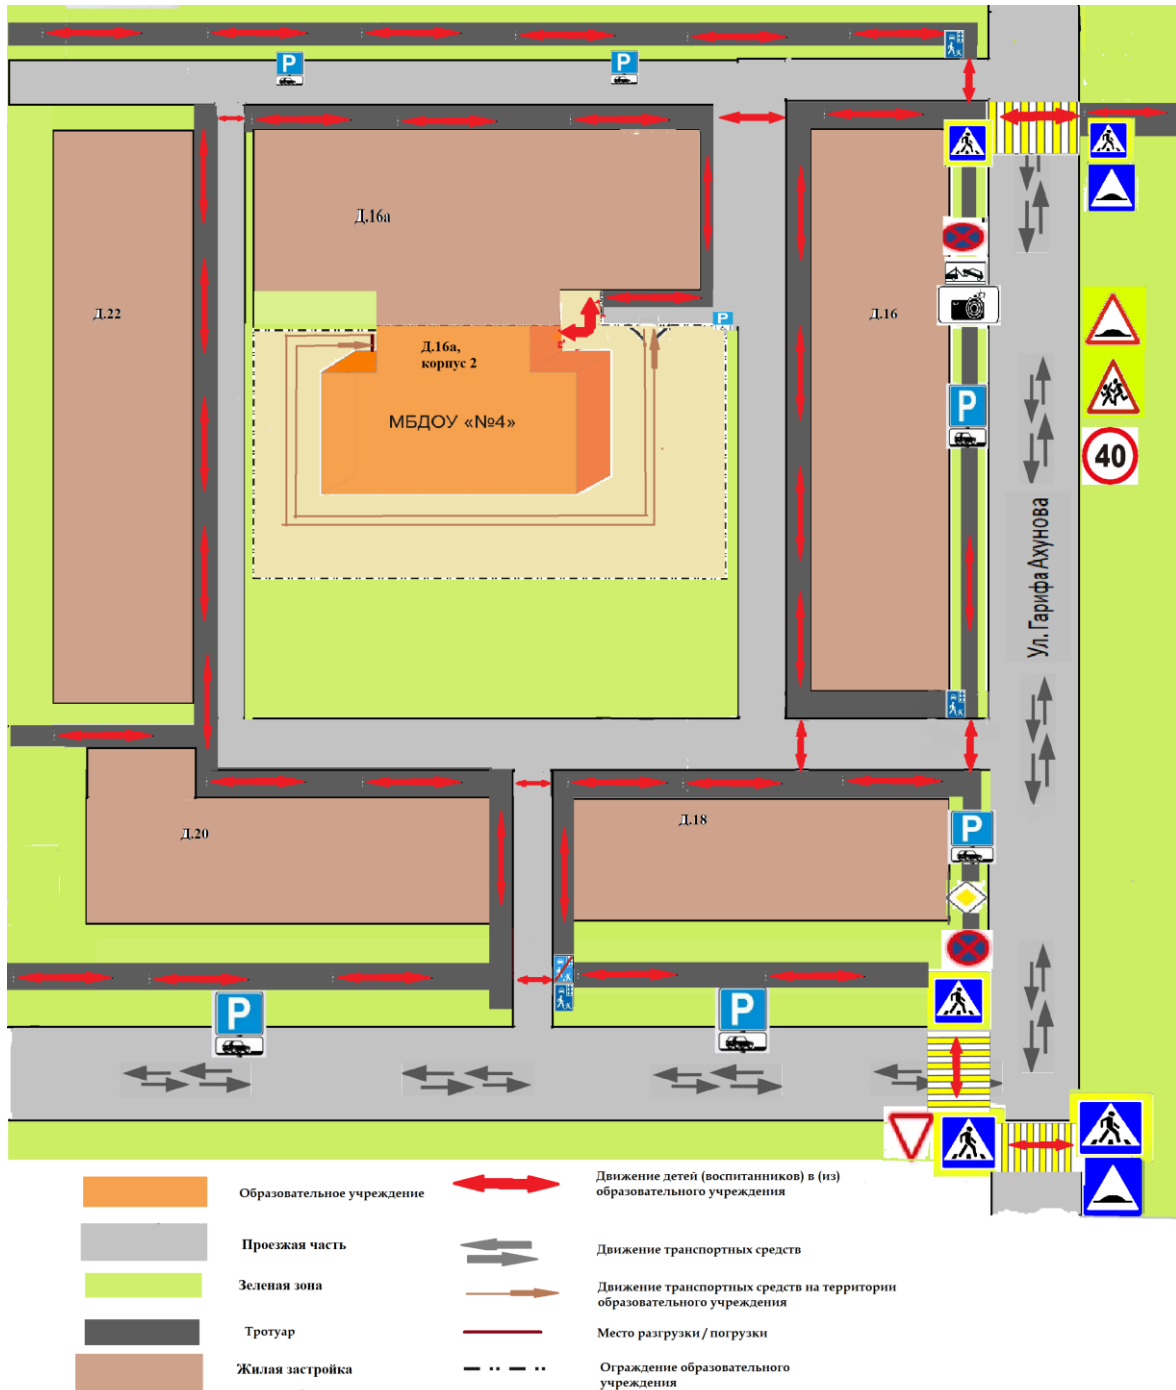 P
P
Д.16а
Д.22
Д.16
P
Д.16а,
корпус 2
МБДОУ «№4»
P
40
Ул. Гарифа Ахунова
Д.20
Д.18
P
P
P
Образовательное учреждение
Движение детей (воспитанников) в (из)
образовательного учреждения
Проезжая часть
Движение транспортных средств
Зеленая зона
Движение транспортных средств на территории
образовательного учреждения
Тротуар
Место разгрузки / погрузки
Жилая застройка
Ограждение образовательного
учреждения